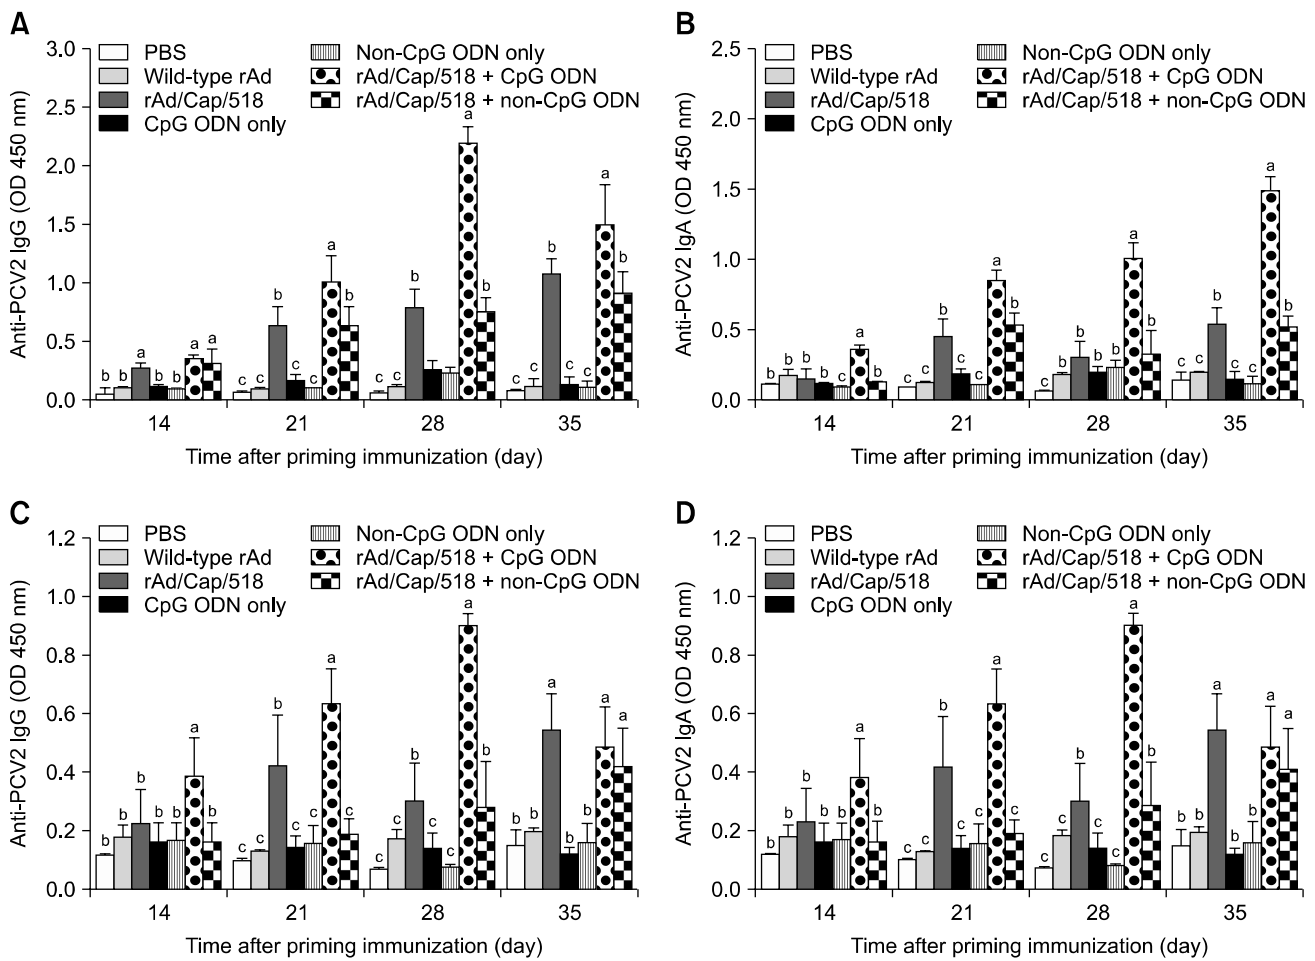 A
Anti-PCV2 IgG (OD 450 nm)
3.0
2.5
2.0
1.5
1.0
0.5
0.0
PBS
Wild-type rAd
rAd/Cap/518
CpG ODN only
Non-CpG ODN only
rAd/Cap/518 + CpG ODN
rAd/Cap/518 + non-CpG ODN
b b a b b a a
c c b c c a b
c c b c c a b
c c b c c a b
14 21 28 35
Time after priming immunization (day)
B
Anti-PCV2 IgA (OD 450 nm)
2.5
2.0
1.5
1.0
0.5
0.0
PBS
Wild-type rAd
rAd/Cap/518
CpG ODN only
Non-CpG ODN only
rAd/Cap/518 + CpG ODN
rAd/Cap/518 + non-CpG ODN
b b b b b a b
c c b c c a b
b b b b b a b
c c b c c a b
14 21 28 35
Time after priming immunization (day)
C
Anti-PCV2 IgG (OD 450 nm)
1.2
1.0
0.8
0.6
0.4
0.2
0.0
PBS
Wild-type rAd
rAd/Cap/518
CpG ODN only
Non-CpG ODN only
rAd/Cap/518 + CpG ODN
rAd/Cap/518 + non-CpG ODN
b b b b b a b
c c b c c a c
c c b c c a b
b b a b b a a
14 21 28 35
Time after priming immunization (day)
D
Anti-PCV2 IgA (OD 450 nm)
1.2
1.0
0.8
0.6
0.4
0.2
0.0
PBS
Wild-type rAd
rAd/Cap/518
CpG ODN only
Non-CpG ODN only
rAd/Cap/518 + CpG ODN
rAd/Cap/518 + non-CpG ODN
b b b b b a b
c c b c c a c
c c b c c a b
b b a b b a a
14 21 28 35
Time after priming immunization (day)